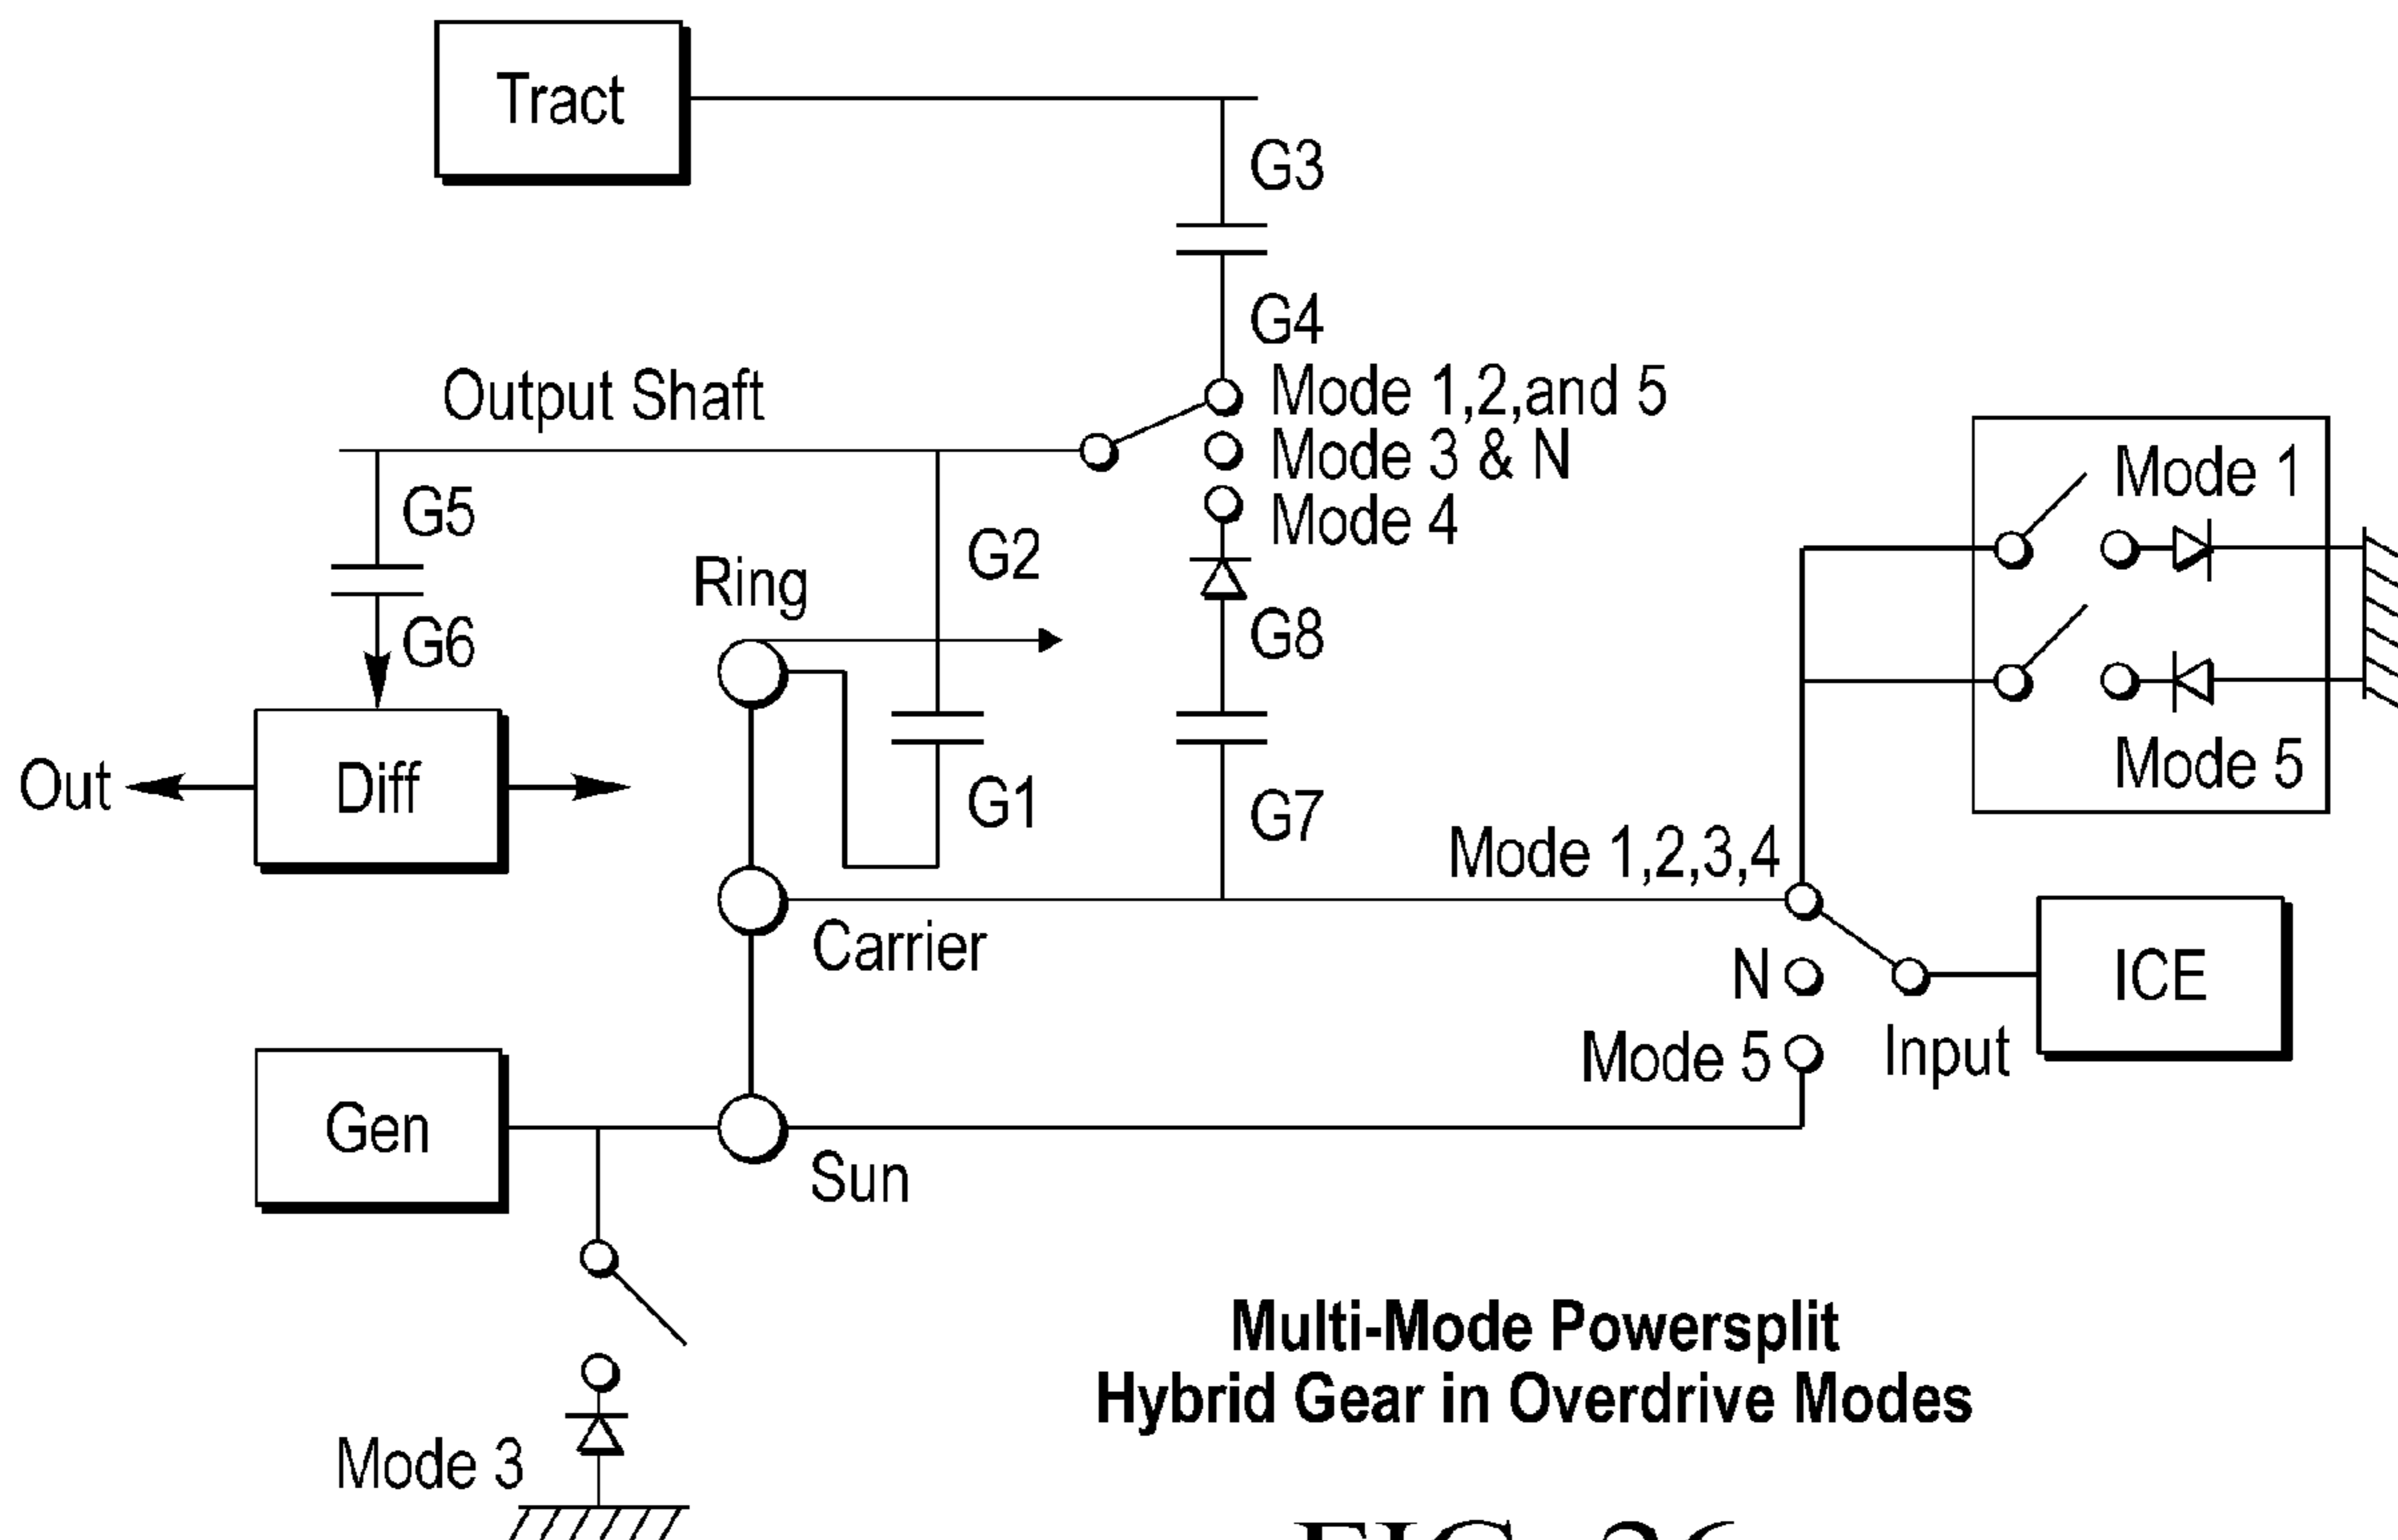 Tract
G3
G4
Output Shaft
Mode 1,2,and 5
Mode 3 & N
Mode 4
Mode 1
G5
G2
Ring
G6
G8
Out
Diff
G1
G7
Mode 5
Mode 1,2,3,4
Carrier
N
ICE
Mode 5
Input
Gen
Sun
Multi-Mode Powersplit
Hybrid Gear in Overdrive Modes
Mode 3